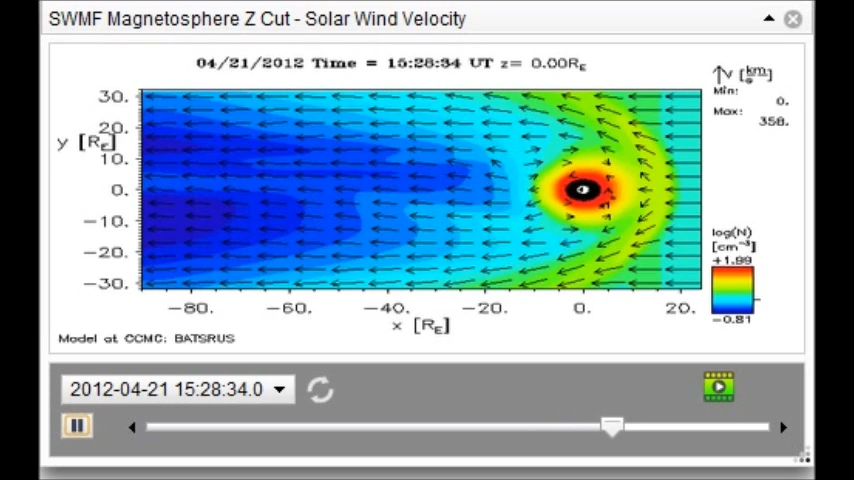 SWMF Magnetosphere Z Cut - Solar Wind Velocity
04/21/2012 Time = 15:28:34 UT z= 0.00RE
V [km/s]
Min:
0.
Max:
358.
30.
20.
y [RE]
10.
0.
-10.
-20.
-30.
log(N)
[cm-3]
+1.99
-0.81
-80. -60. -40. -20. 0. 20.
x [RE]
Model at CCMC: BATSRUS
2012-04-21 15:28:34.0